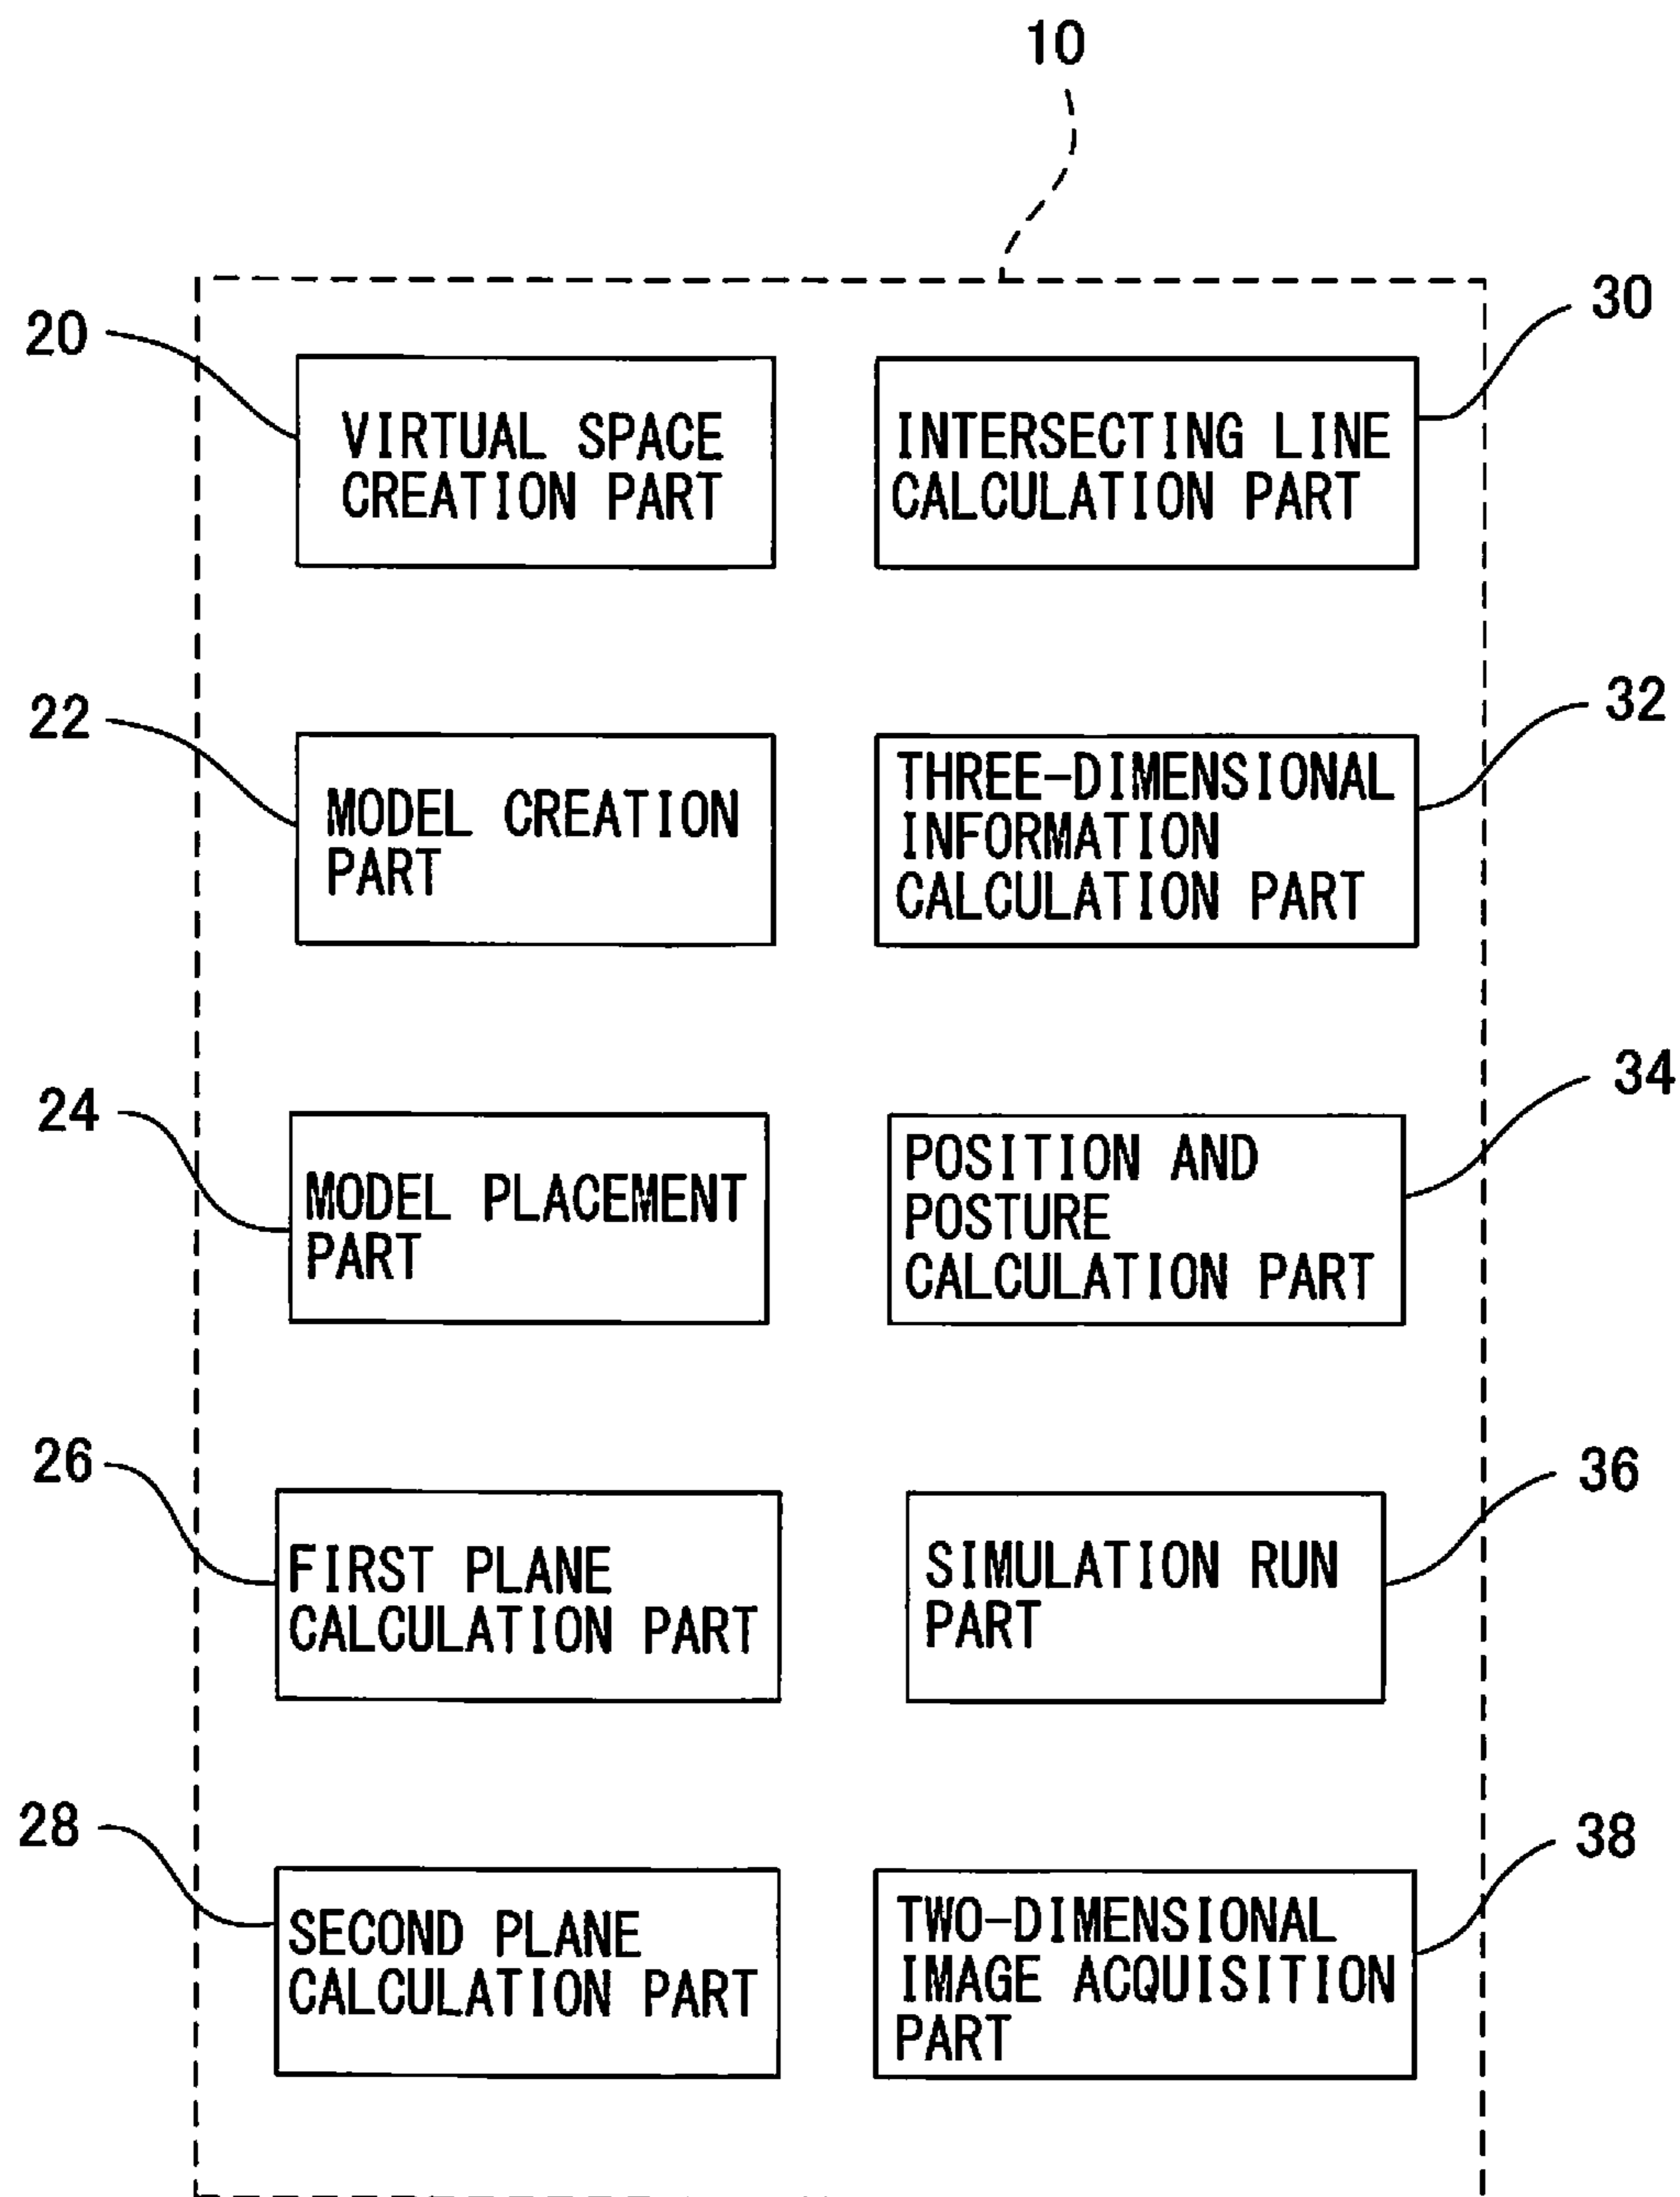 10
20
VIRTUAL SPACE
CREATION PART
30
INTERSECTING LINE
CALCULATION PART
22
MODEL CREATION
PART
32
THREE-DIMENSIONAL
INFORMATION
CALCULATION PART
24
MODEL PLACEMENT
PART
34
POSITION AND
POSTURE
CALCULATION PART
26
FIRST PLANE
CALCULATION PART
36
SIMULATION RUN
PART
28
SECOND PLANE
CALCULATION PART
38
TWO-DIMENSIONAL
IMAGE ACQUISITION
PART